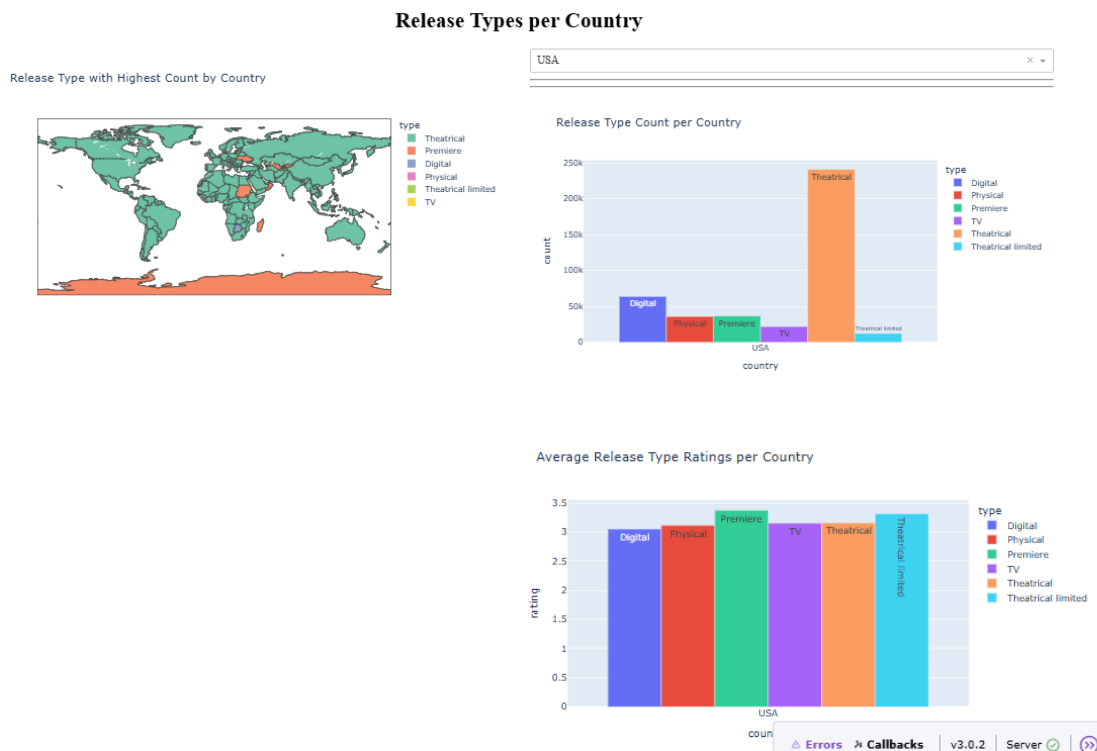 Release Types per Country
USA
Release Type with Highest Count by Country
type
Theatrical
Premiere
Digital
Physical
Theatrical limited
TV
Release Type Count per Country
250k
200k
150k
100k
50k
0
count
Digital
Physical
Premiere
TV
Theatrical
Theatrical limited
USA
country
type
Digital
Physical
Premiere
TV
Theatrical
Theatrical limited
Average Release Type Ratings per Country
3.5
3
2.5
2
1.5
1
0.5
0
rating
Digital
Physical
Premiere
TV
Theatrical
Theatrical limited
USA
coun
type
Digital
Physical
Premiere
TV
Theatrical
Theatrical limited
Errors Callbacks v3.0.2 Server